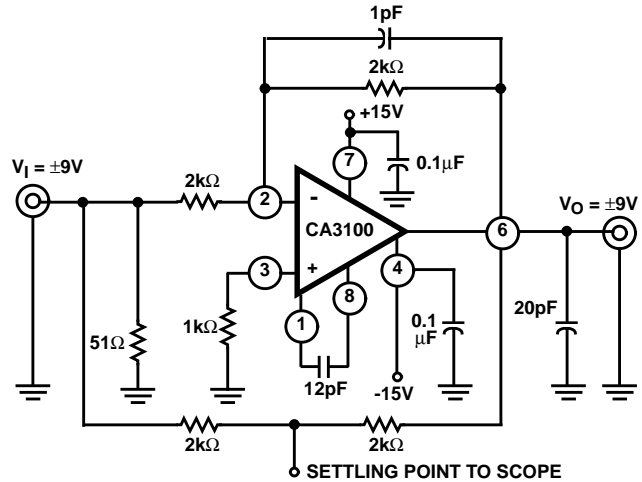 1pF
2kΩ
+15V
V_I = ±9V
7
0.1μF
2kΩ
2
-
V_O = ±9V
CA3100
6
3
+
4
8
1kΩ
1
0.1
μF
20pF
51Ω
12pF
-15V
2kΩ
2kΩ
SETTLING POINT TO SCOPE